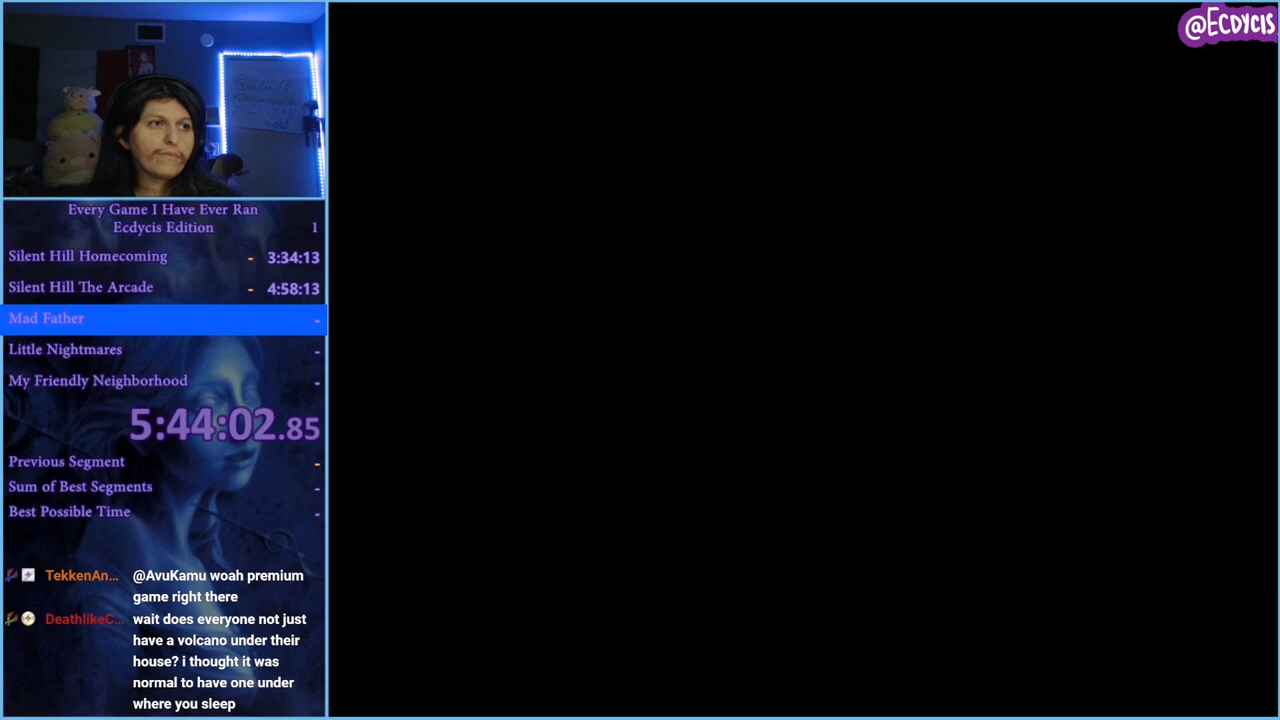 @ECDYCIS
GAME
Every Game I Have Ever Ran
Ecdycis Edition 1
Silent Hill Homecoming - 3:34:13
Silent Hill The Arcade - 4:58:13
Mad Father -
Little Nightmares -
My Friendly Neighborhood -
5:44:02.85
Previous Segment -
Sum of Best Segments -
Best Possible Time -
TekkenAn... @AvuKamu woah premium
game right there
DeathlikeC... wait does everyone not just
have a volcano under their
house? i thought it was
normal to have one under
where you sleep